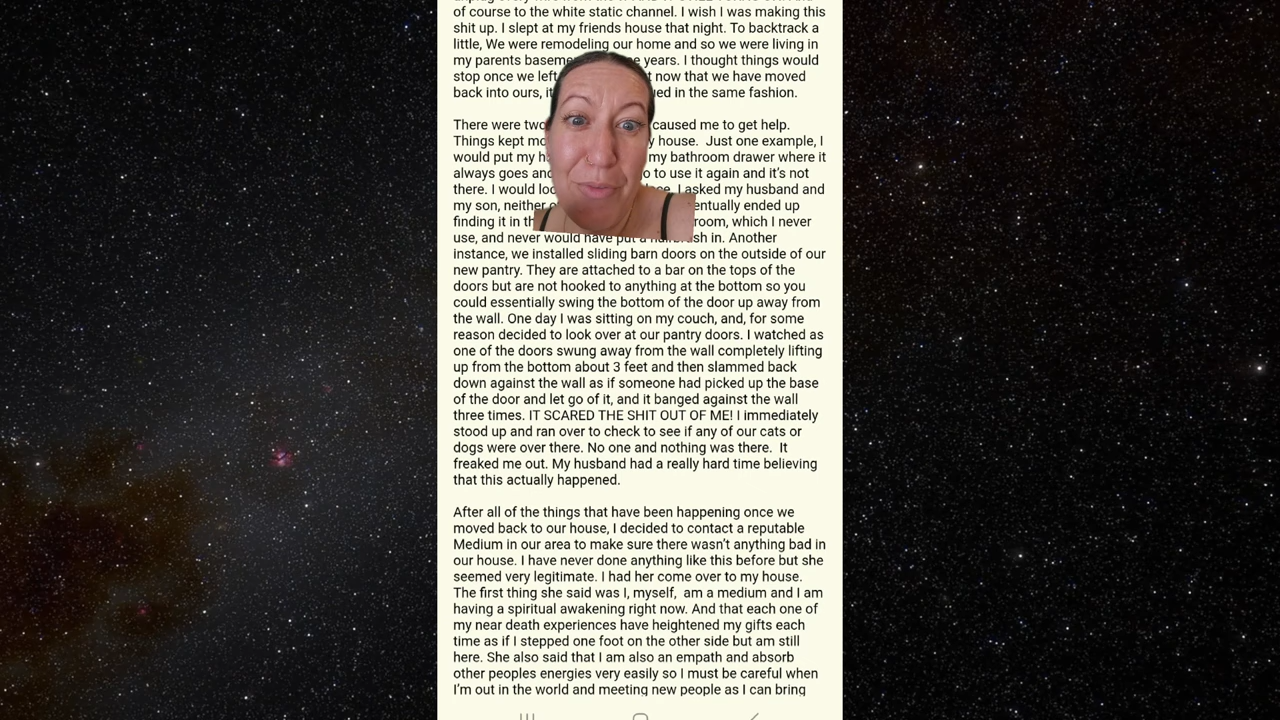 of course to the white static channel. I wish I was making this
shit up. I slept at my friends house that night. To backtrack a
little, We were remodeling our home and so we were living in
my parents years. I thought things would
stop once we left now that we have moved
back into ours, in the same fashion.
There were two caused me to get help.
Things kept house. Just one example, I
would put my my bathroom drawer where it
always goes and to use it again and it's not
there. I would I asked my husband and
my son, neither ended up
finding it in which I never
use, and never would have put a in. Another
instance, we installed sliding barn doors on the outside of our
new pantry. They are attached to a bar on the tops of the
doors but are not hooked to anything at the bottom so you
could essentially swing the bottom of the door up away from
the wall. One day I was sitting on my couch, and, for some
reason decided to look over at our pantry doors. I watched as
one of the doors swung away from the wall completely lifting
up from the bottom about 3 feet and then slammed back
down against the wall as if someone had picked up the base
of the door and let go of it, and it banged against the wall
three times. IT SCARED THE SHIT OUT OF ME! I immediately
stood up and ran over to check to see if any of our cats or
dogs were over there. No one and nothing was there. It
freaked me out. My husband had a really hard time believing
that this actually happened.
After all of the things that have been happening once we
moved back to our house, I decided to contact a reputable
Medium in our area to make sure there wasn't anything bad in
our house. I have never done anything like this before but she
seemed very legitimate. I had her come over to my house.
The first thing she said was I, myself, am a medium and I am
having a spiritual awakening right now. And that each one of
my near death experiences have heightened my gifts each
time as if I stepped one foot on the other side but am still
here. She also said that I am also an empath and absorb
other peoples energies very easily so I must be careful when
I'm out in the world and meeting new people as I can bring